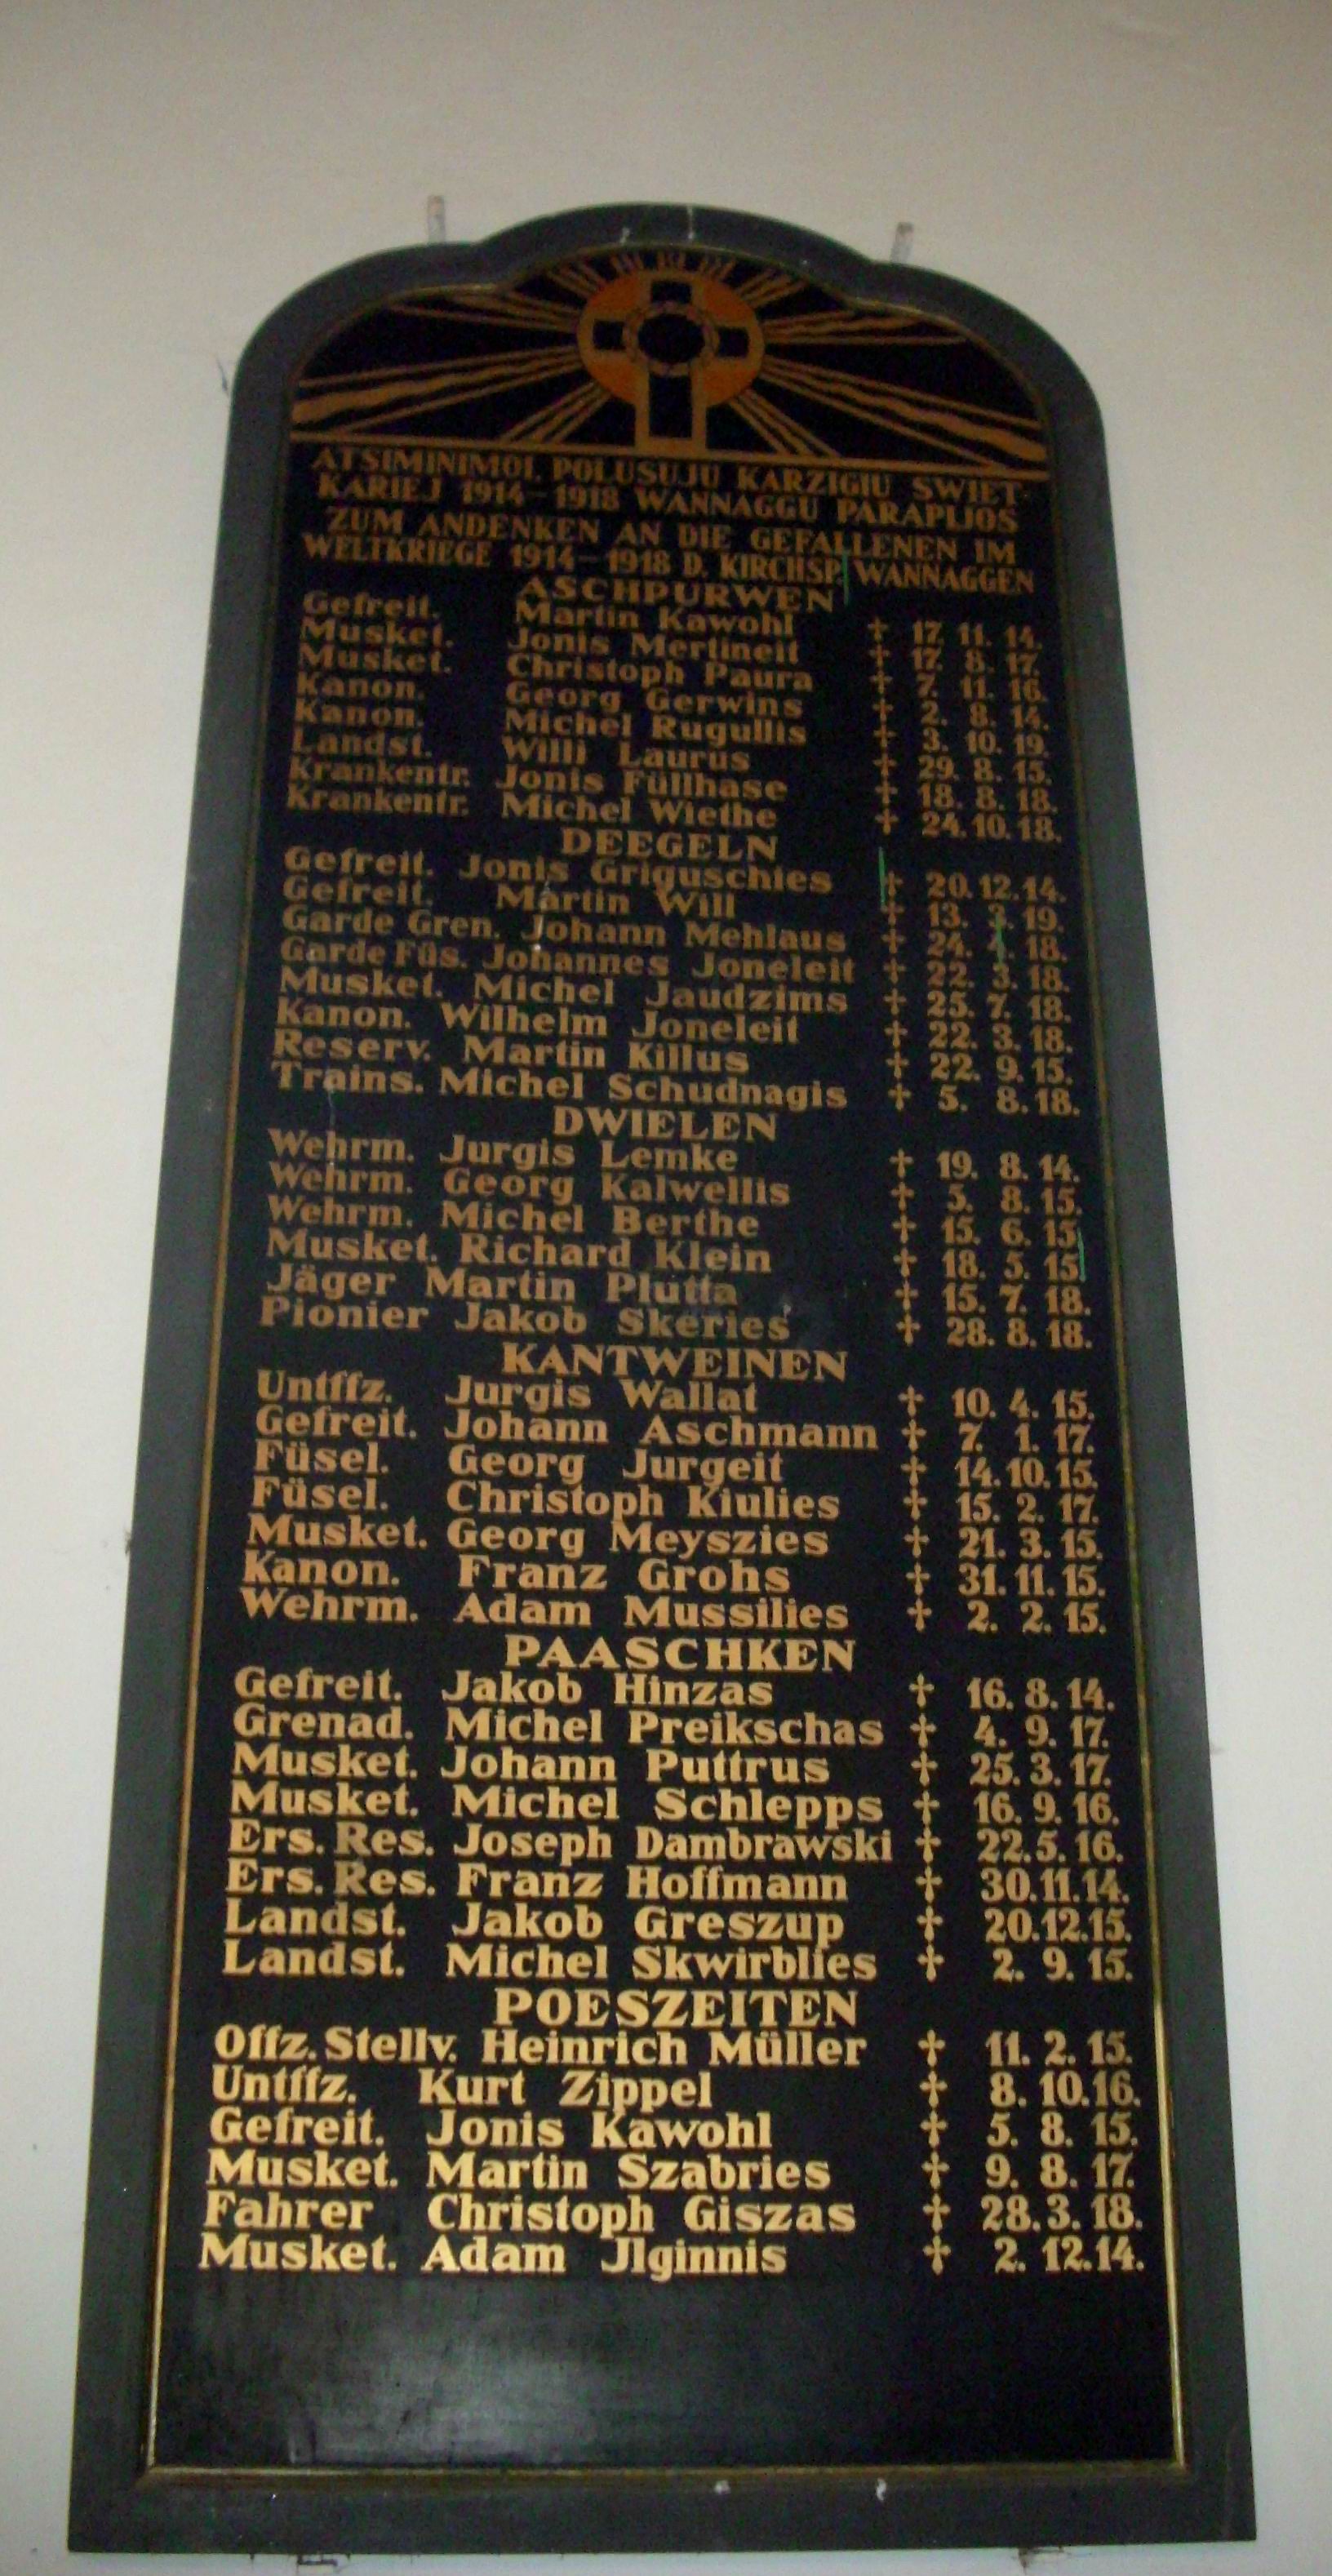 ATSIMINIMOI. POLUSUJU KARZIGIU SWIET-
KARIEJ 1914–1918 WANNAGGU PARAPIJOS
ZUM ANDENKEN AN DIE GEFALLENEN IM
WELTKRIEGE 1914–1918 D. KIRCHSP. WANNAGGEN
ASCHPURWEN
Gefreit. Martin Kawohl † 17. 11. 14.
Musket. Jonis Mertineit † 17. 8. 17.
Musket. Christoph Paura † 7. 11. 16.
Kanon. Georg Gerwins † 2. 8. 14.
Kanon. Michel Rugullis † 3. 10. 19.
Landst. Willi Laurus † 29. 8. 15.
Krankentr. Jonis Füllhase † 18. 8. 18.
Krankentr. Michel Wiethe † 24. 10. 18.
DEEGELN
Gefreit. Jonis Griguschies † 20. 12. 14.
Gefreit. Martin Will † 13. 3. 19.
Garde Gren. Johann Mehlaus † 24. 4. 18.
Garde Füs. Johannes Joneleit † 22. 3. 18.
Musket. Michel Jaudzims † 25. 7. 18.
Kanon. Wilhelm Joneleit † 22. 3. 18.
Reserv. Martin Killus † 22. 9. 15.
Trains. Michel Schudnagis † 5. 8. 18.
DWIELEN
Wehrm. Jurgis Lemke † 19. 8. 14.
Wehrm. Georg Kalwellis † 5. 8. 15.
Wehrm. Michel Berthe † 15. 6. 15.
Musket. Richard Klein † 18. 5. 15.
Jäger Martin Plutta † 15. 7. 18.
Pionier Jakob Skeries † 28. 8. 18.
KANTWEINEN
Untffz. Jurgis Wallat † 10. 4. 15.
Gefreit. Johann Aschmann † 7. 1. 17.
Füsel. Georg Jurgeit † 14. 10. 15.
Füsel. Christoph Kiulies † 15. 2. 17.
Musket. Georg Meyszies † 21. 3. 15.
Kanon. Franz Grohs † 31. 11. 15.
Wehrm. Adam Mussilies † 2. 2. 15.
PAASCHKEN
Gefreit. Jakob Hinzas † 16. 8. 14.
Grenad. Michel Preikschas † 4. 9. 17.
Musket. Johann Puttrus † 25. 3. 17.
Musket. Michel Schlepps † 16. 9. 16.
Ers. Res. Joseph Dambrawski † 22. 5. 16.
Ers. Res. Franz Hoffmann † 30. 11. 14.
Landst. Jakob Greszup † 20. 12. 15.
Landst. Michel Skwirblies † 2. 9. 15.
POESZEITEN
Offz. Stellv. Heinrich Müller † 11. 2. 15.
Untffz. Kurt Zippel † 8. 10. 16.
Gefreit. Jonis Kawohl † 5. 8. 15.
Musket. Martin Szabries † 9. 8. 17.
Fahrer Christoph Giszas † 28. 3. 18.
Musket. Adam Jlginnis † 2. 12. 14.